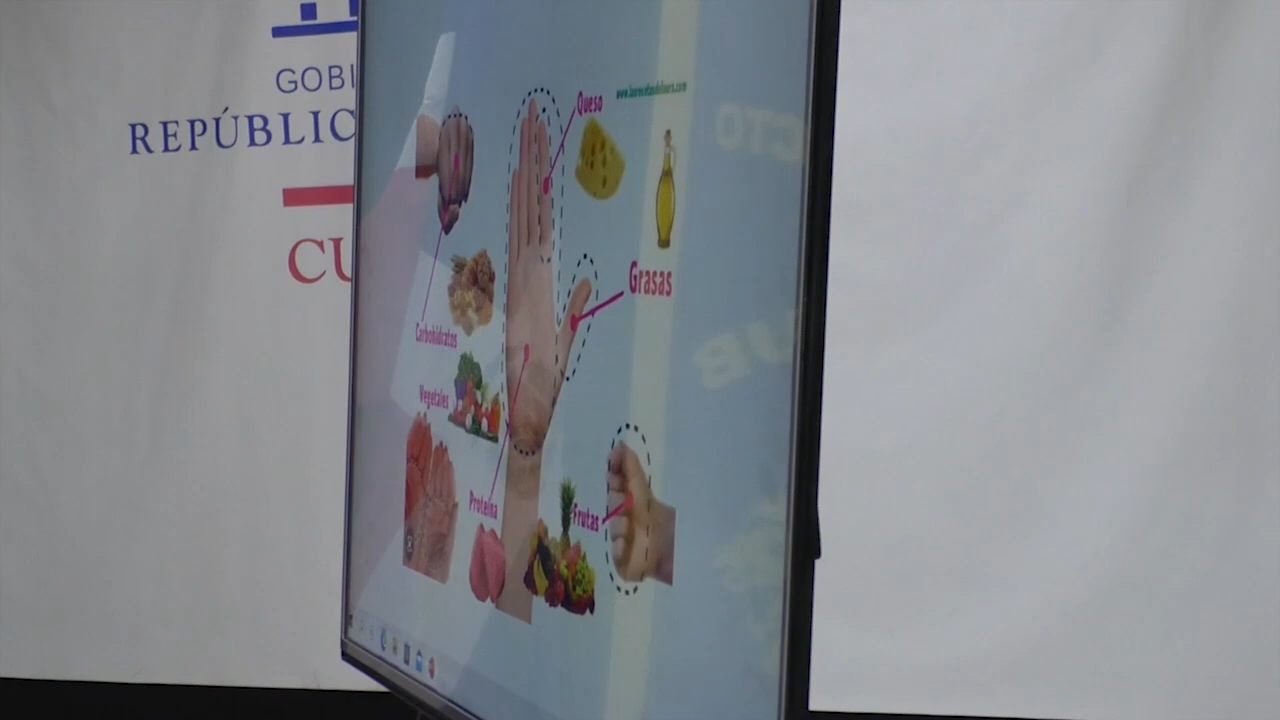 GOBI
REPÚBLIC
CU
Queso
Grasas
Carbohidratos
Vegetales
Proteína
Frutas